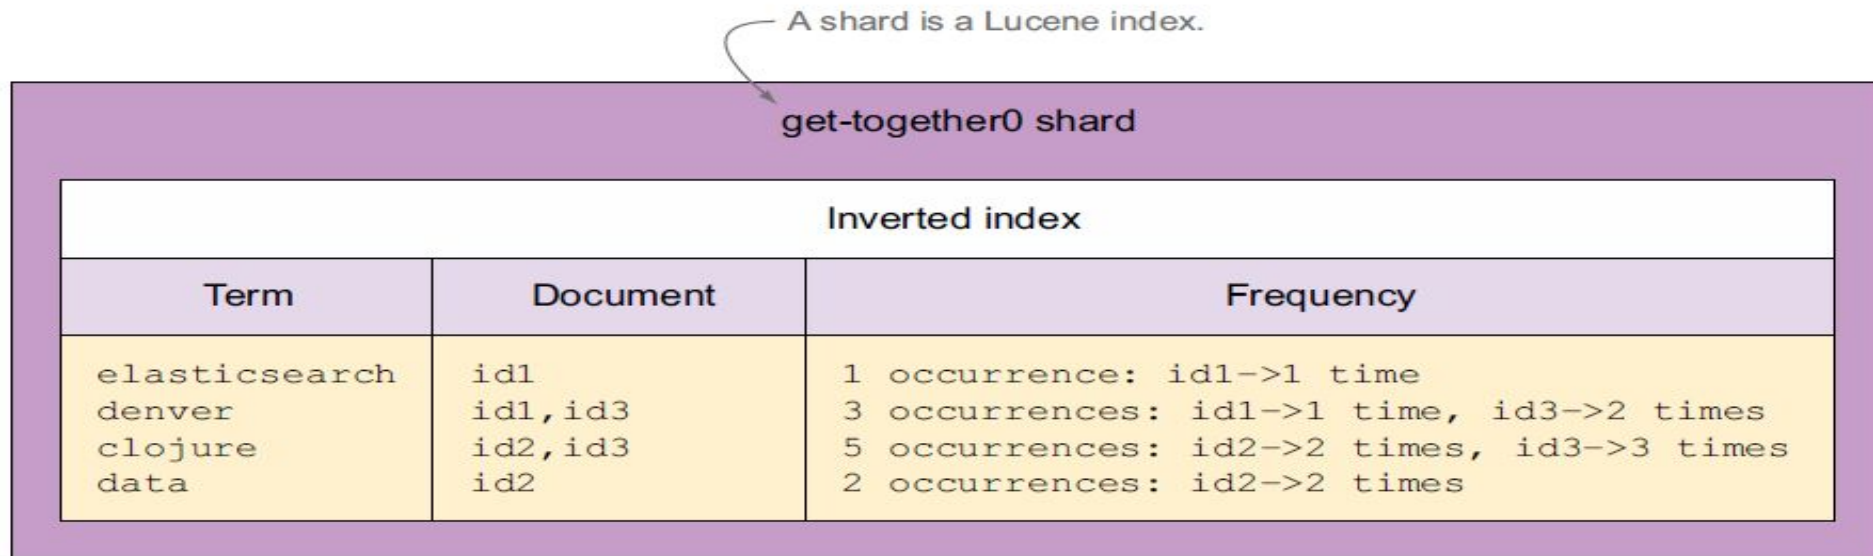 A shard is a Lucene index.
get-together0 shard
Inverted index
Term Document Frequency
elasticsearch id1 1 occurrence: id1->1 time
denver id1,id3 3 occurrences: id1->1 time, id3->2 times
clojure id2,id3 5 occurrences: id2->2 times, id3->3 times
data id2 2 occurrences: id2->2 times